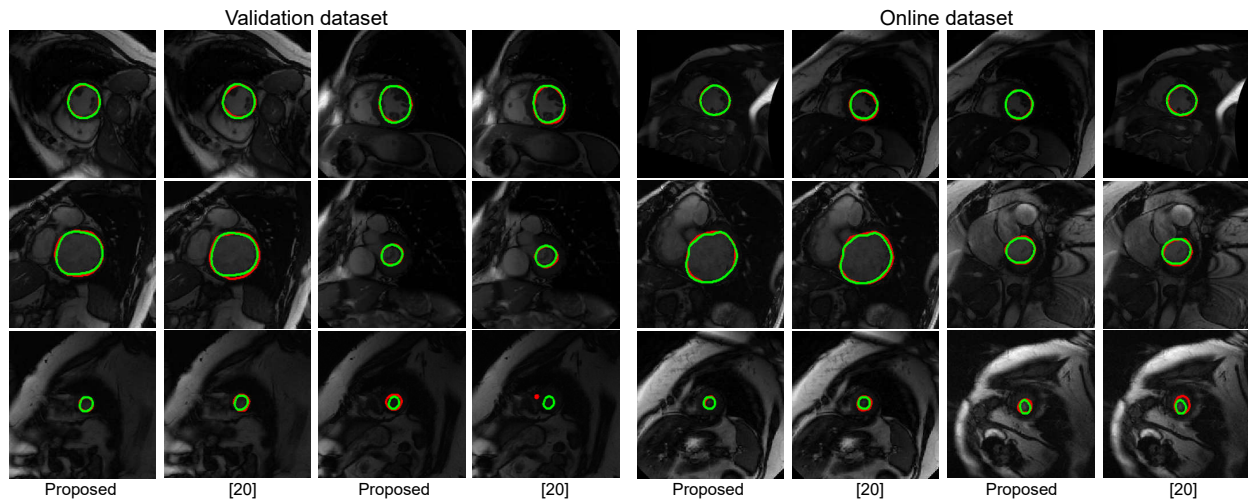 Validation dataset Online dataset
Proposed [20] Proposed [20] Proposed [20] Proposed [20]